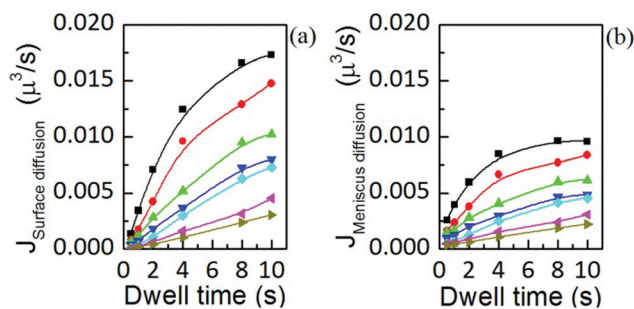 (a)
J Surface diffusion (μ³/s)
0.020
0.015
0.010
0.005
0.000
0 2 4 6 8 10
Dwell time (s)
(b)
J Meniscus diffusion (μ³/s)
0.020
0.015
0.010
0.005
0.000
0 2 4 6 8 10
Dwell time (s)